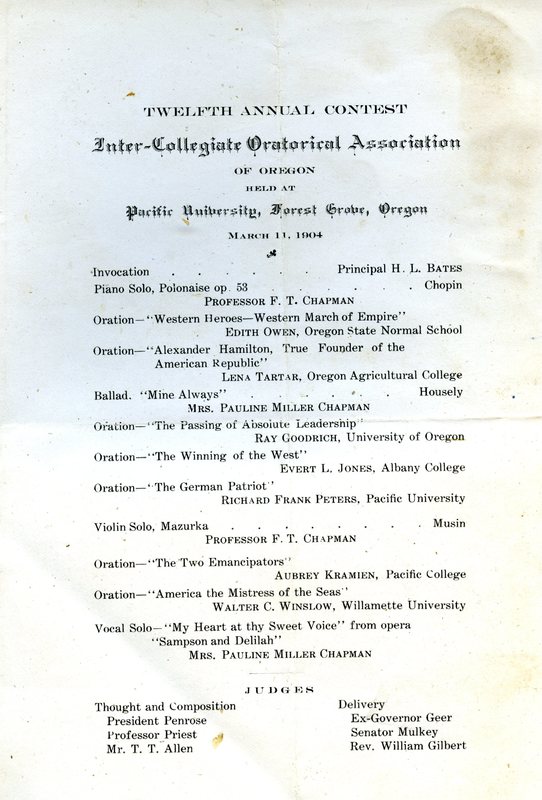 TWELFTH ANNUAL CONTEST
Inter-Collegiate Oratorical Association
OF OREGON
HELD AT
Pacific University, Forest Grove, Oregon
MARCH 11, 1904
Invocation . . . . . . Principal H. L. BATES
Piano Solo, Polonaise op. 53 . . . . . . Chopin
PROFESSOR F. T. CHAPMAN
Oration—"Western Heroes—Western March of Empire"
EDITH OWEN, Oregon State Normal School
Oration—"Alexander Hamilton, True Founder of the
American Republic"
LENA TARTAR, Oregon Agricultural College
Ballad. "Mine Always" . . . . . . Housely
MRS. PAULINE MILLER CHAPMAN
Oration—"The Passing of Absolute Leadership"
RAY GOODRICH, University of Oregon
Oration—"The Winning of the West"
EVERT L. JONES, Albany College
Oration—"The German Patriot"
RICHARD FRANK PETERS, Pacific University
Violin Solo, Mazurka . . . . . . . Musin
PROFESSOR F. T. CHAPMAN
Oration—"The Two Emancipators"
AUBREY KRAMIEN, Pacific College
Oration—"America the Mistress of the Seas"
WALTER C. WINSLOW, Willamette University
Vocal Solo—"My Heart at thy Sweet Voice" from opera
"Sampson and Delilah"
MRS. PAULINE MILLER CHAPMAN
JUDGES
Thought and Composition
President Penrose
Professor Priest
Mr. T. T. Allen
Delivery
Ex-Governor Geer
Senator Mulkey
Rev. William Gilbert